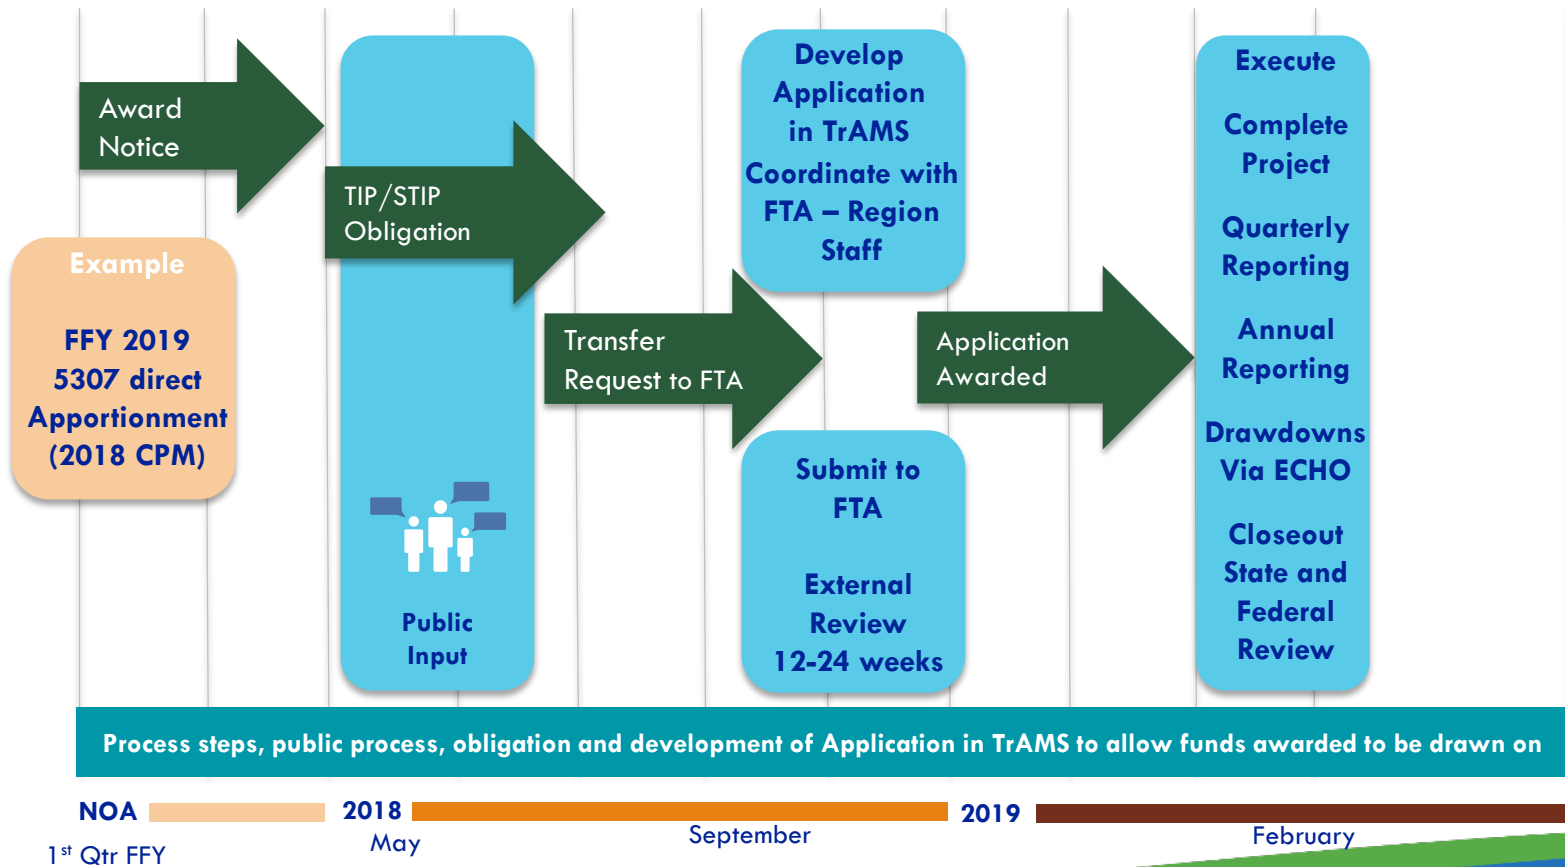 Award
Notice
Example
FFY 2019
5307 direct
Apportionment
(2018 CPM)
TIP/STIP
Obligation
Public
Input
Transfer
Request to FTA
Develop
Application
in TrAMS
Coordinate with
FTA – Region
Staff
Submit to
FTA
External
Review
12-24 weeks
Application
Awarded
Execute
Complete
Project
Quarterly
Reporting
Annual
Reporting
Drawdowns
Via ECHO
Closeout
State and
Federal
Review
Process steps, public process, obligation and development of Application in TrAMS to allow funds awarded to be drawn on
NOA
2018
2019
1st Qtr FFY
May
September
February